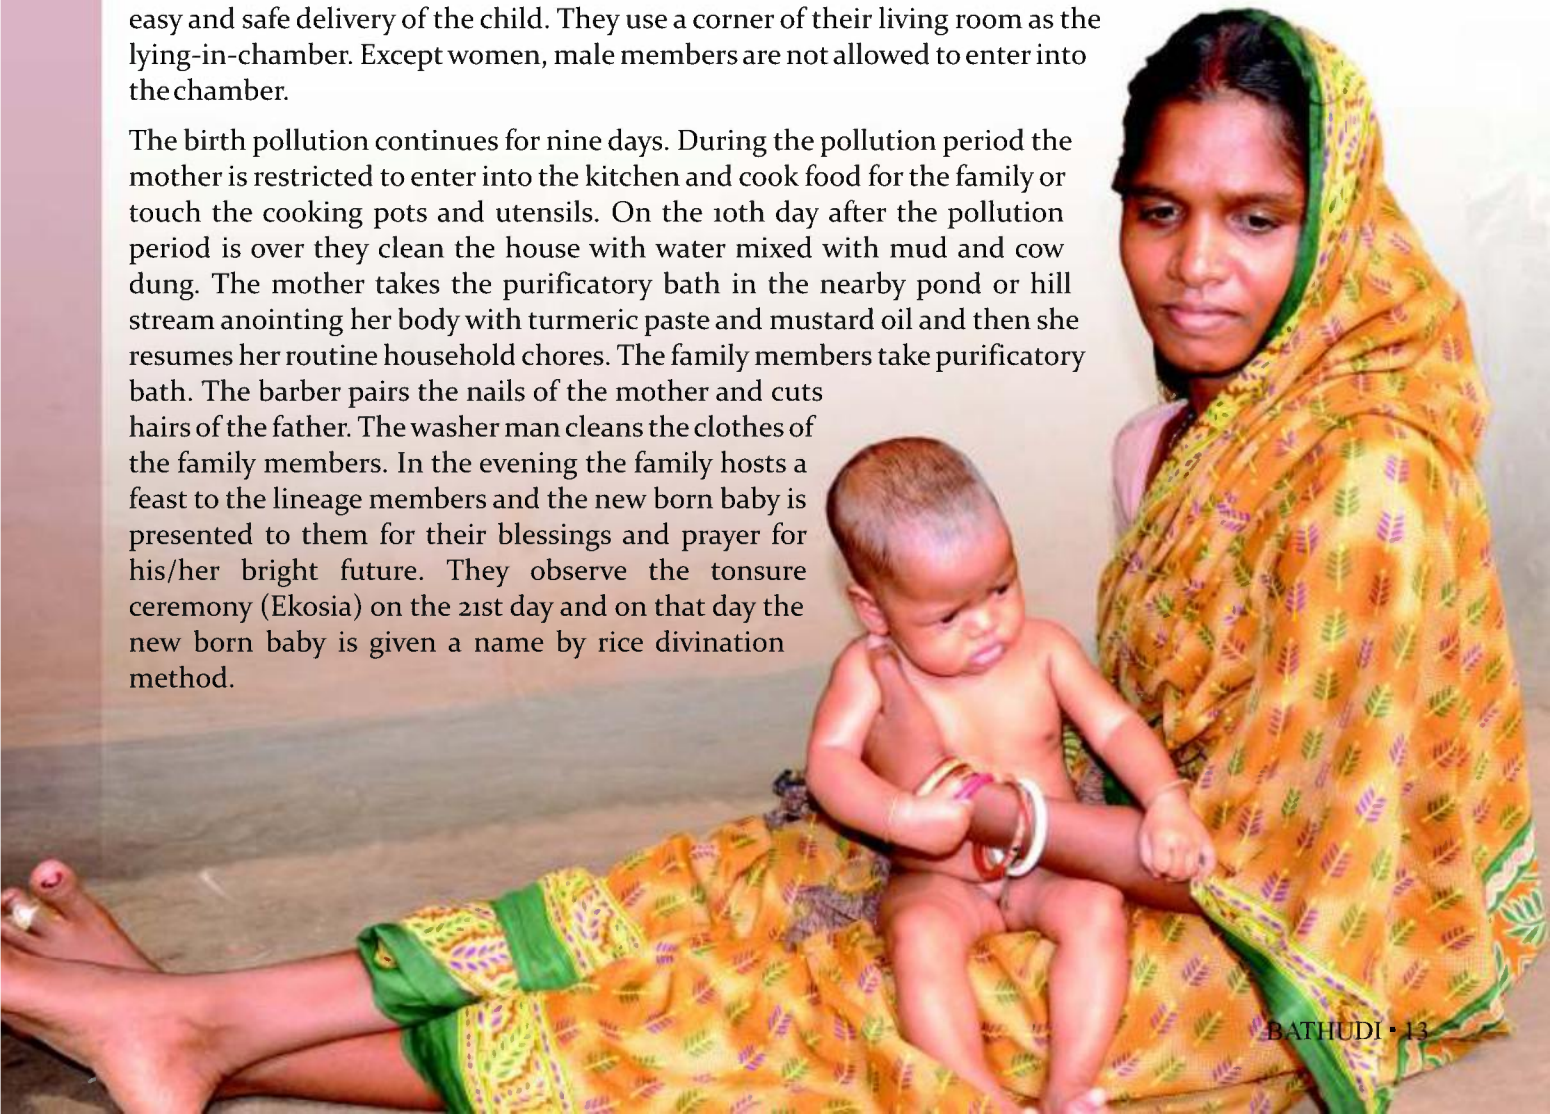 easy and safe delivery of the child. They use a corner of their living room as the
lying-in-chamber. Except women, male members are not allowed to enter into
the chamber.
The birth pollution continues for nine days. During the pollution period the
mother is restricted to enter into the kitchen and cook food for the family or
touch the cooking pots and utensils. On the 10th day after the pollution
period is over they clean the house with water mixed with mud and cow
dung. The mother takes the purificatory bath in the nearby pond or hill
stream anointing her body with turmeric paste and mustard oil and then she
resumes her routine household chores. The family members take purificatory
bath. The barber pairs the nails of the mother and cuts
hairs of the father. The washer man cleans the clothes of
the family members. In the evening the family hosts a
feast to the lineage members and the new born baby is
presented to them for their blessings and prayer for
his/her bright future. They observe the tonsure
ceremony (Ekosia) on the 21st day and on that day the
new born baby is given a name by rice divination
method.
BATHUDI ▪ 13